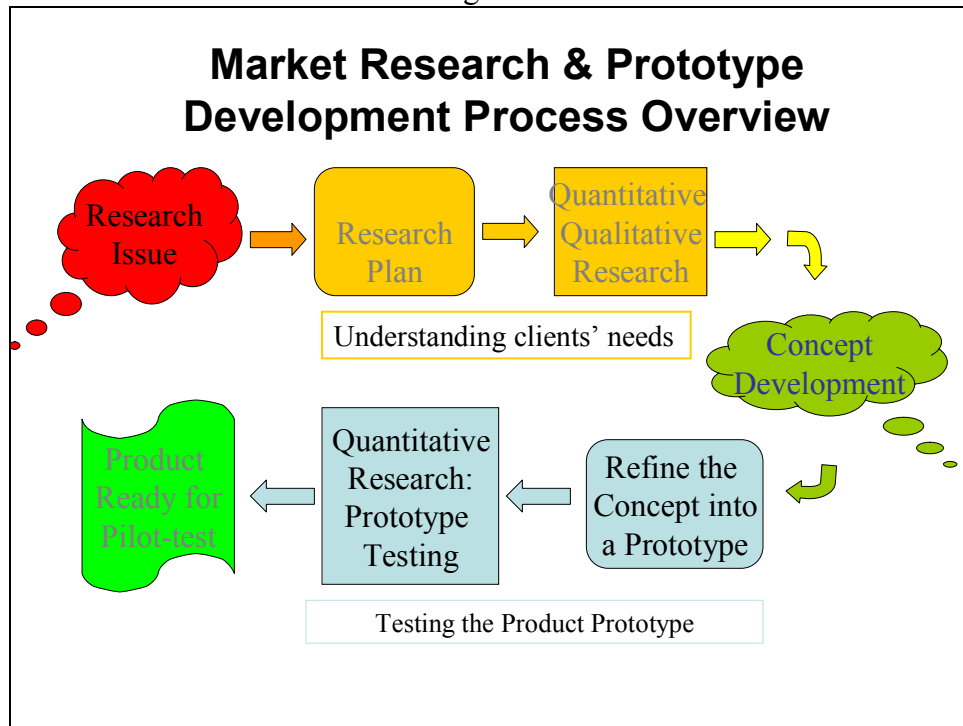 Market Research & Prototype
Development Process Overview
Research
Issue
Research
Plan
Quantitative
Qualitative
Research
Understanding clients' needs
Concept
Development
Refine the
Concept into
a Prototype
Quantitative
Research:
Prototype
Testing
Product
Ready for
Pilot-test
Testing the Product Prototype